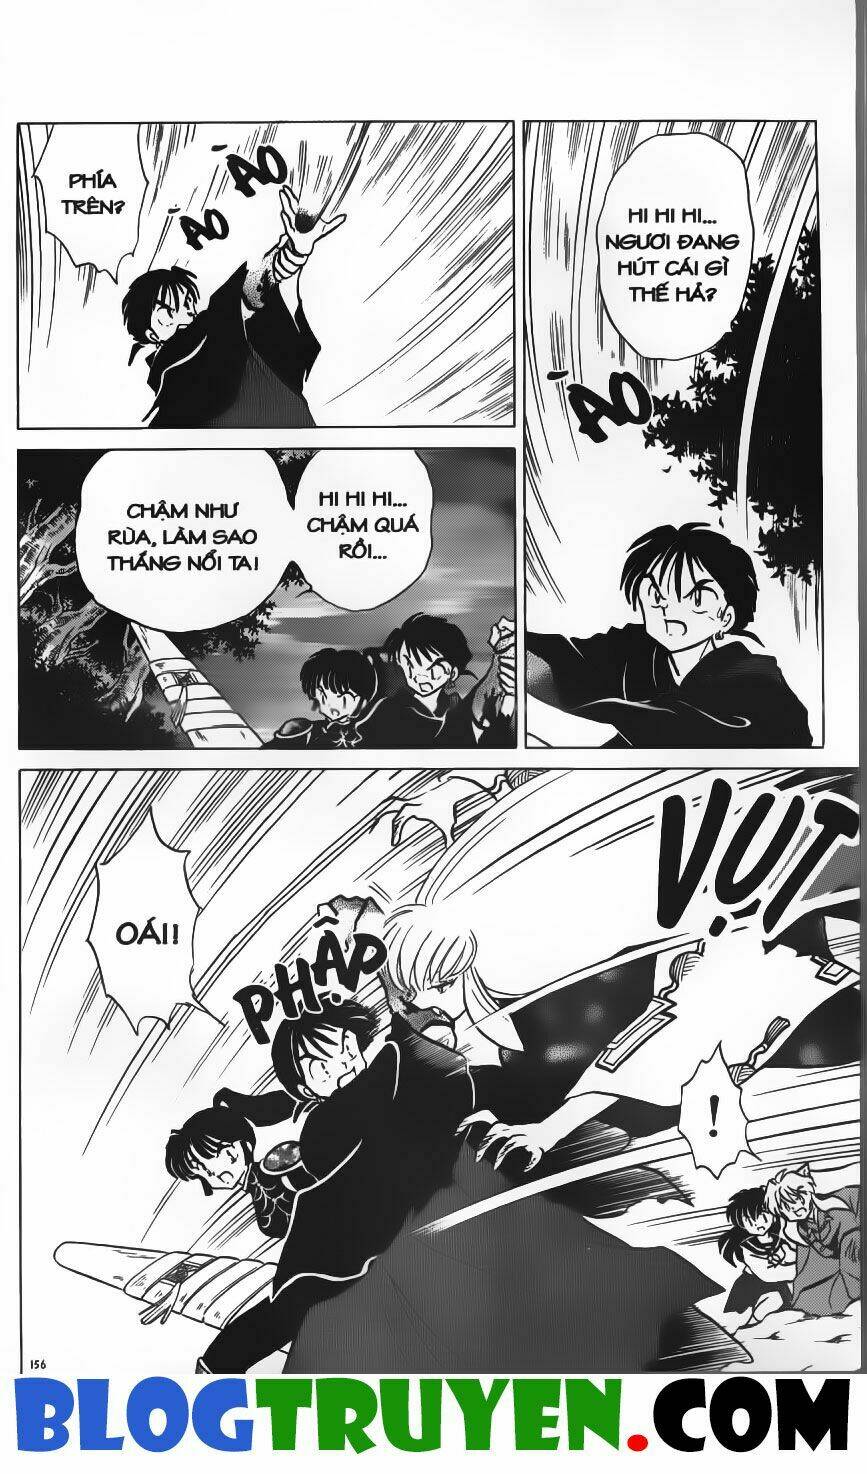 PHÍA
TRÊN?
ÀO
ÀO
HI HI HI...
NGƯƠI ĐANG
HÚT CÁI GÌ
THẾ HẢ?
ÀO
CHẬM NHƯ
RÙA, LÀM SAO
THẮNG NỔI TA!
HI HI HI...
CHẬM QUÁ
RỒI...
VỤT
OÁI!
PHẬP
!
156
BLOGTRUYEN.COM